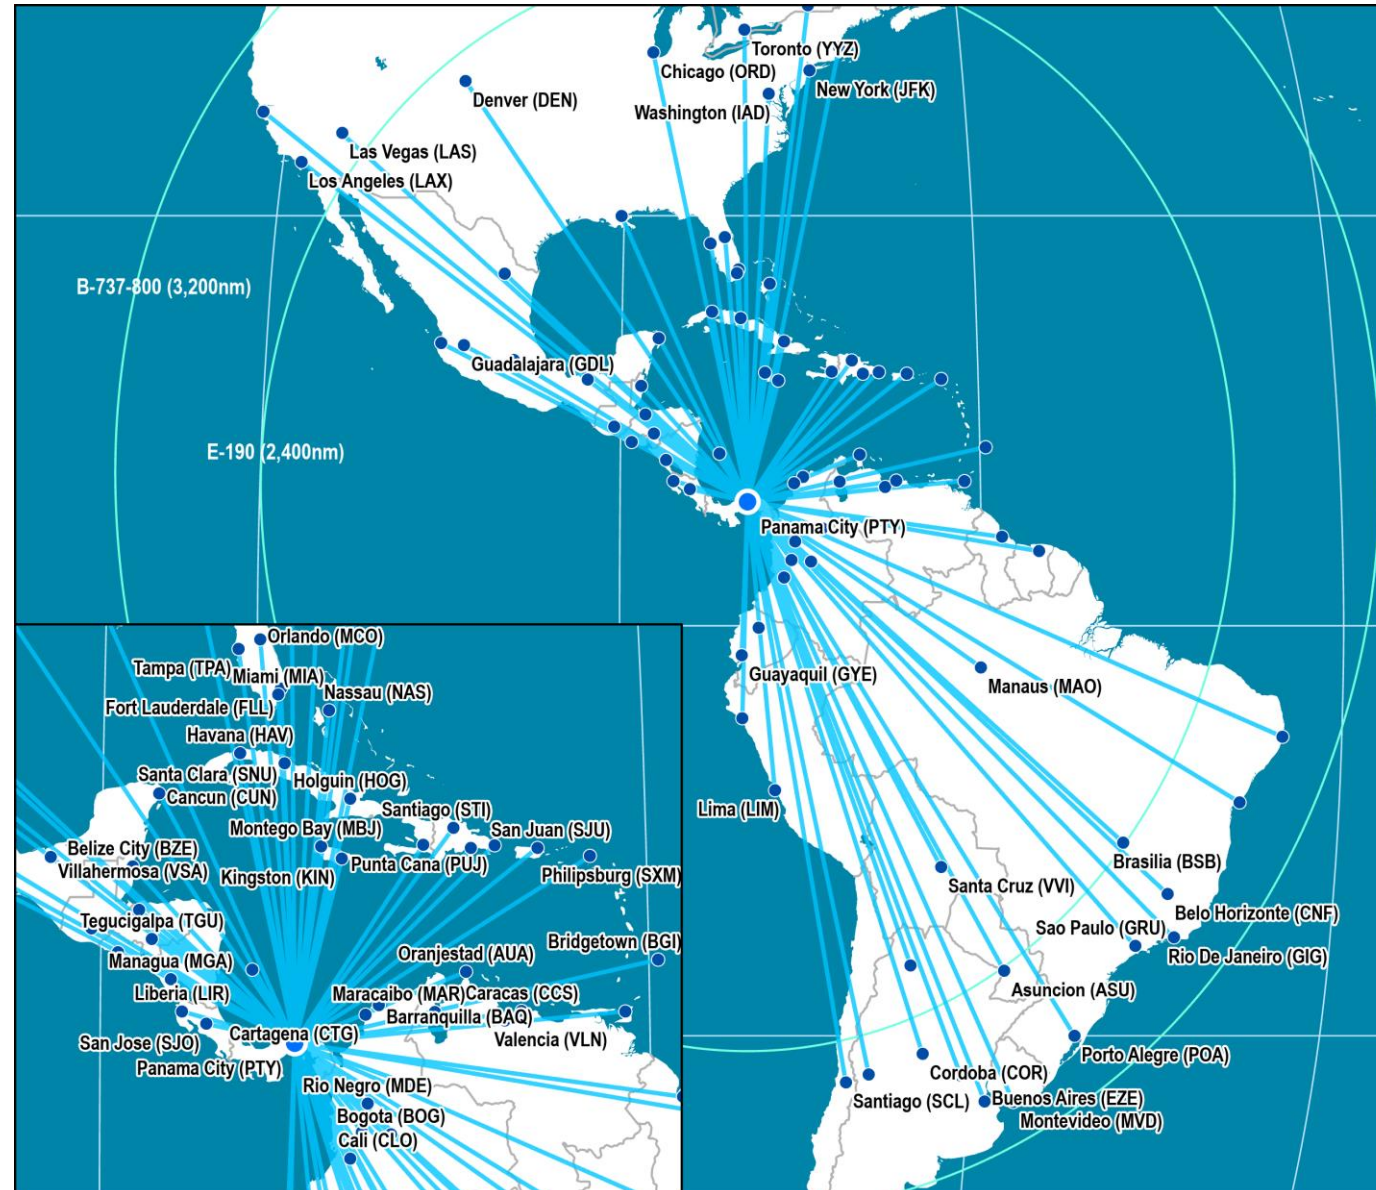 Toronto (YYZ)
Chicago (ORD)
New York (JFK)
Denver (DEN)
Washington (IAD)
Las Vegas (LAS)
Los Angeles (LAX)
B-737-800 (3,200nm)
Guadalajara (GDL)
E-190 (2,400nm)
Panama City (PTY)
Guayaquil (GYE)
Manaus (MAO)
Lima (LIM)
Brasilia (BSB)
Santa Cruz (VVI)
Belo Horizonte (CNF)
Sao Paulo (GRU)
Rio De Janeiro (GIG)
Asuncion (ASU)
Porto Alegre (POA)
Cordoba (COR)
Santiago (SCL)
Buenos Aires (EZE)
Montevideo (MVD)
Orlando (MCO)
Tampa (TPA)
Miami (MIA)
Nassau (NAS)
Fort Lauderdale (FLL)
Havana (HAV)
Santa Clara (SNU)
Holguin (HOG)
Cancun (CUN)
Santiago (STI)
Montego Bay (MBJ)
San Juan (SJU)
Belize City (BZE)
Punta Cana (PUJ)
Villahermosa (VSA)
Kingston (KIN)
Philipsburg (SXM)
Tegucigalpa (TGU)
Bridgetown (BGI)
Oranjestad (AUA)
Managua (MGA)
Liberia (LIR)
Maracaibo (MAR)
Caracas (CCS)
Barranquilla (BAQ)
Cartagena (CTG)
Valencia (VLN)
San Jose (SJO)
Panama City (PTY)
Rio Negro (MDE)
Bogota (BOG)
Cali (CLO)